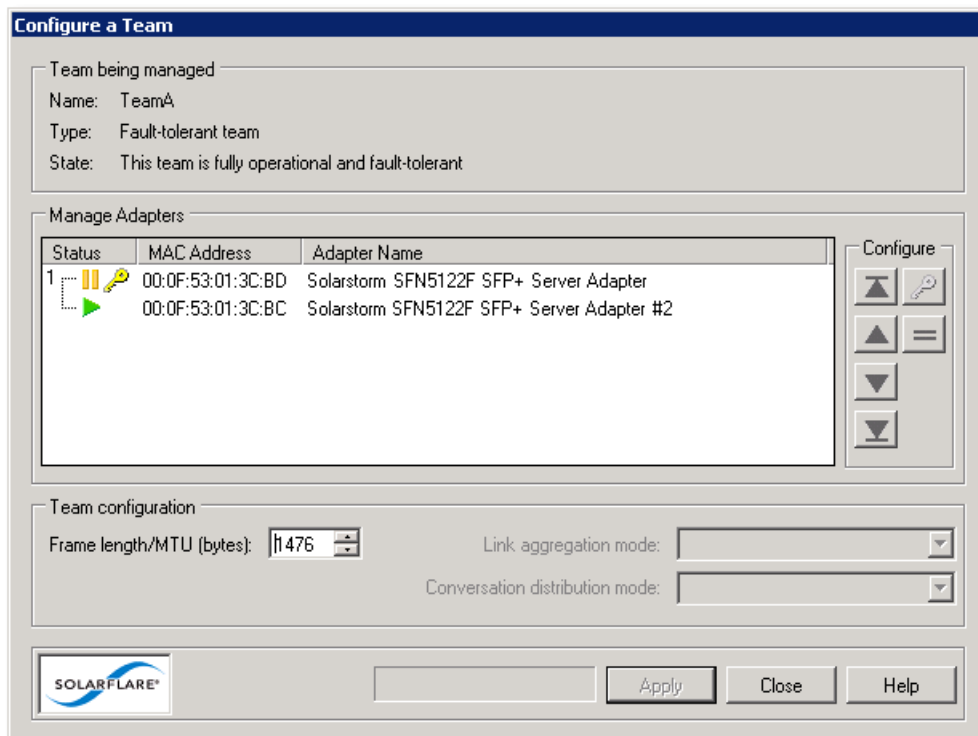 Configure a Team
Team being managed
Name: TeamA
Type: Fault-tolerant team
State: This team is fully operational and fault-tolerant
Manage Adapters
Status MAC Address Adapter Name
1 00:0F:53:01:3C:BD Solarstorm SFN5122F SFP+ Server Adapter
00:0F:53:01:3C:BC Solarstorm SFN5122F SFP+ Server Adapter #2
Configure
Team configuration
Frame length/MTU (bytes): 1476 Link aggregation mode:
Conversation distribution mode:
SOLARFLARE® Apply Close Help